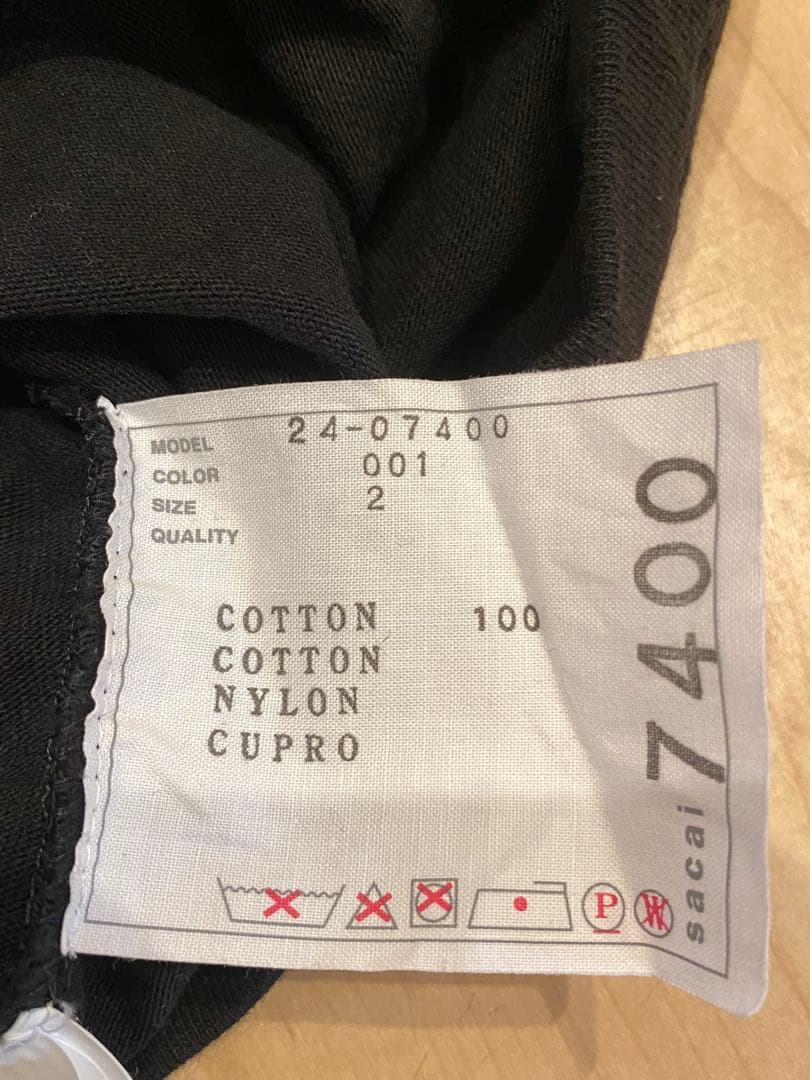 MODEL 24-07400
COLOR 001
SIZE 2
QUALITY
COTTON 100
COTTON
NYLON
CUPRO
P
W
sacai 7400